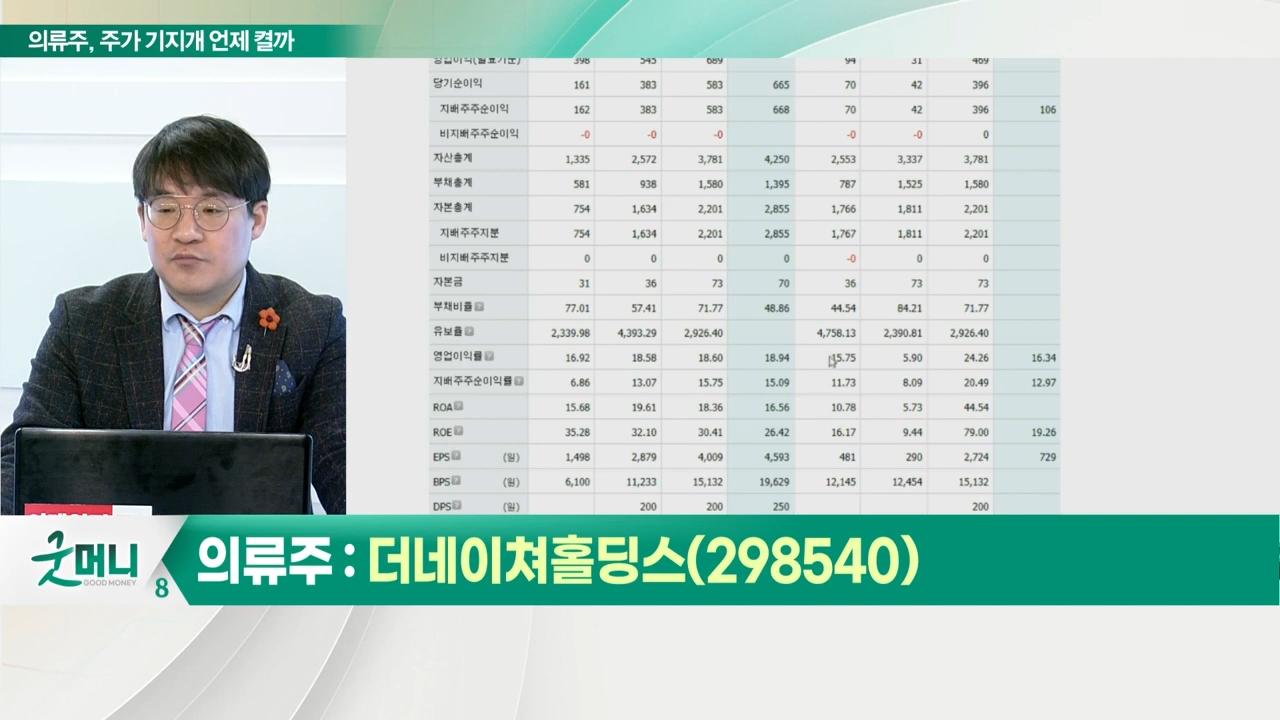 의류주, 주가 기지개 언제 켤까
영업이익(발표기준) 398 545 689 94 31 469
당기순이익 161 383 583 665 70 42 396
지배주주순이익 162 383 583 668 70 42 396 106
비지배주주순이익 -0 -0 -0 -0 -0 0
자산총계 1,335 2,572 3,781 4,250 2,553 3,337 3,781
부채총계 581 938 1,580 1,395 787 1,525 1,580
자본총계 754 1,634 2,201 2,855 1,766 1,811 2,201
지배주주지분 754 1,634 2,201 2,855 1,767 1,811 2,201
비지배주주지분 0 0 0 0 -0 0 0
자본금 31 36 73 70 36 73 73
부채비율 77.01 57.41 71.77 48.86 44.54 84.21 71.77
유보율 2,339.98 4,393.29 2,926.40 4,758.13 2,390.81 2,926.40
영업이익률 16.92 18.58 18.60 18.94 15.75 5.90 24.26 16.34
지배주주순이익률 6.86 13.07 15.75 15.09 11.73 8.09 20.49 12.97
ROA 15.68 19.61 18.36 16.56 10.78 5.73 44.54
ROE 35.28 32.10 30.41 26.42 16.17 9.44 79.00 19.26
EPS (원) 1,498 2,879 4,009 4,593 481 290 2,724 729
BPS (원) 6,100 11,233 15,132 19,629 12,145 12,454 15,132
DPS (원) 200 200 250 200
굿머니
GOOD MONEY
8
의류주 : 더네이쳐홀딩스(298540)